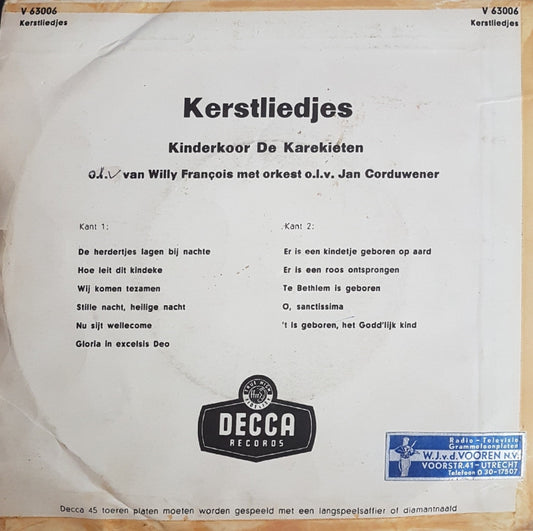 V 63006
Kerstliedjes
V 63006
Kerstliedjes
Kerstliedjes
Kinderkoor De Karekieten
o.l.v van Willy François met orkest o.l.v. Jan Corduwener
Kant 1:
De herdertjes lagen bij nachte
Hoe leit dit kindeke
Wij komen tezamen
Stille nacht, heilige nacht
Nu sijt wellecome
Gloria in excelsis Deo
Kant 2:
Er is een kindetje geboren op aard
Er is een roos ontsprongen
Te Bethlem is geboren
O, sanctissima
't Is geboren, het Godd'lijk kind
DECCA
RECORDS
Radio - Televisie
Grammofoonplaten
W.J.v.d.VOOREN N.V.
VOORSTR.41 - UTRECHT
Telefoon 030-17507
Decca 45 toeren platen moeten worden gespeeld met een langspeelsaffier of diamantnaald